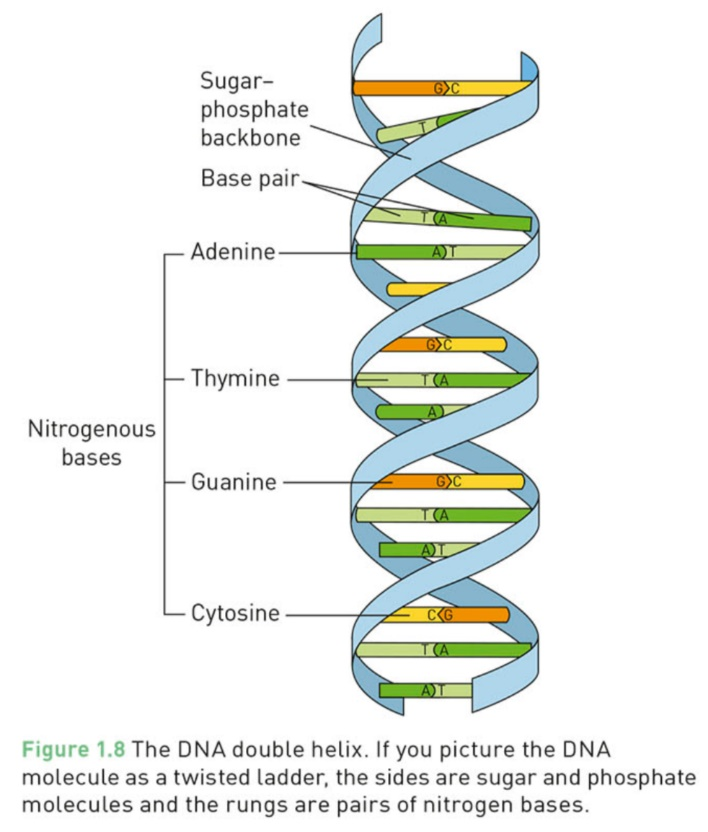 Sugar–
phosphate
backbone
Base pair
Adenine
Thymine
Nitrogenous
bases
Guanine
Cytosine
G C
T
T A
A T
G C
T A
A
G C
T A
A T
C G
T A
A T
Figure 1.8 The DNA double helix. If you picture the DNA
molecule as a twisted ladder, the sides are sugar and phosphate
molecules and the rungs are pairs of nitrogen bases.